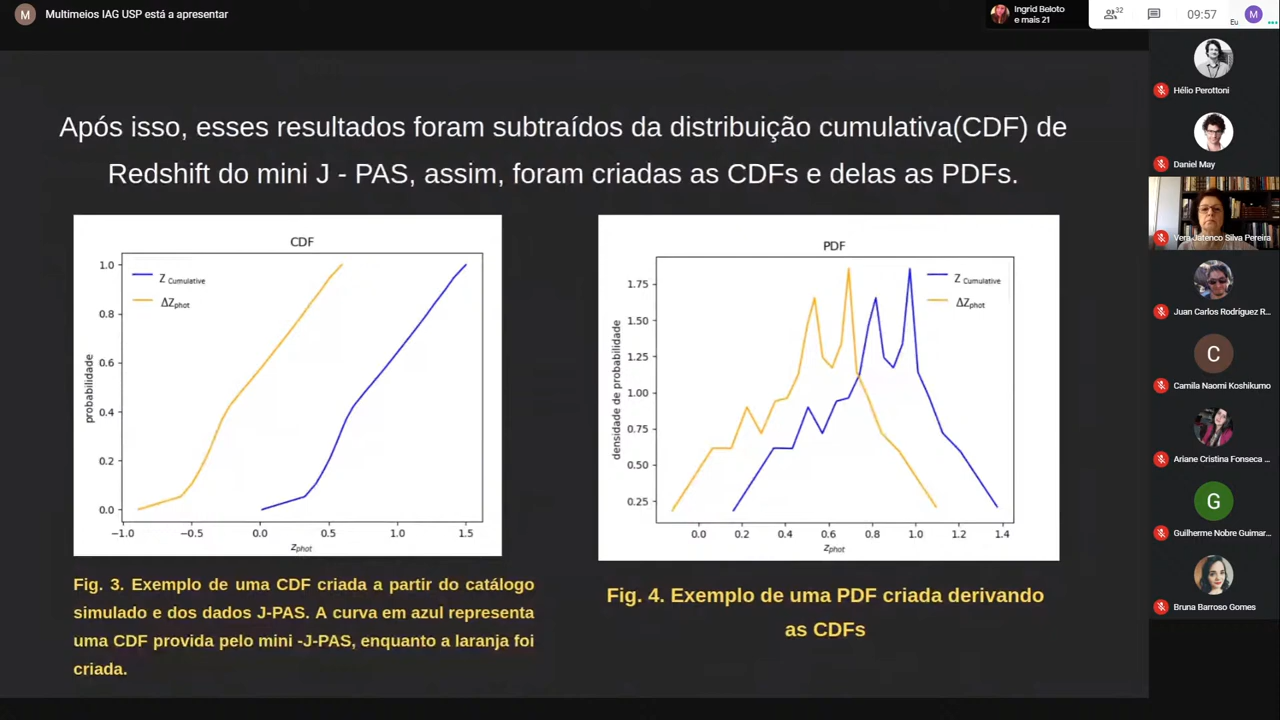 M Multimeios IAG USP está a apresentar
Ingrid Beloto
e mais 21
32
09:57
Eu
M
Após isso, esses resultados foram subtraídos da distribuição cumulativa(CDF) de
Redshift do mini J - PAS, assim, foram criadas as CDFs e delas as PDFs.
CDF
Z Cumulative
ΔZphot
1.0
0.8
0.6
0.4
0.2
0.0
probabilidade
−1.0 −0.5 0.0 0.5 1.0 1.5
zphot
PDF
Z Cumulative
ΔZphot
1.75
1.50
1.25
1.00
0.75
0.50
0.25
densidade de probabilidade
0.0 0.2 0.4 0.6 0.8 1.0 1.2 1.4
zphot
Fig. 3. Exemplo de uma CDF criada a partir do catálogo
simulado e dos dados J-PAS. A curva em azul representa
uma CDF provida pelo mini -J-PAS, enquanto a laranja foi
criada.
Fig. 4. Exemplo de uma PDF criada derivando
as CDFs
Hélio Perottoni
Daniel May
Vera Jatenco Silva Pereira
Juan Carlos Rodríguez R...
C
Camila Naomi Koshikumo
Ariane Cristina Fonseca ...
G
Guilherme Nobre Guimar...
Bruna Barroso Gomes